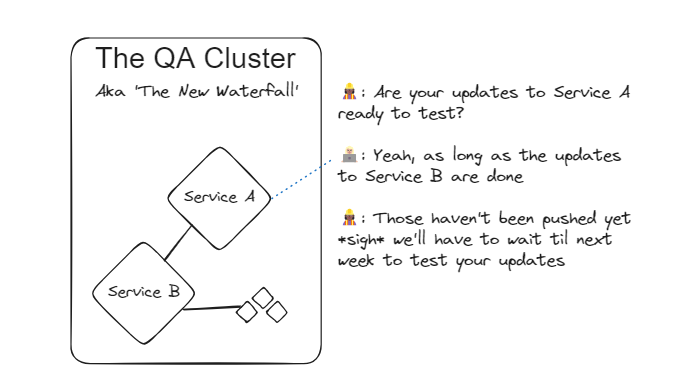 The QA Cluster
Aka 'The New Waterfall'
Service A
Service B
👷‍♀️: Are your updates to Service A
ready to test?
👨‍💻: Yeah, as long as the updates
to Service B are done
👷‍♀️: Those haven't been pushed yet
*sigh* we'll have to wait til next
week to test your updates